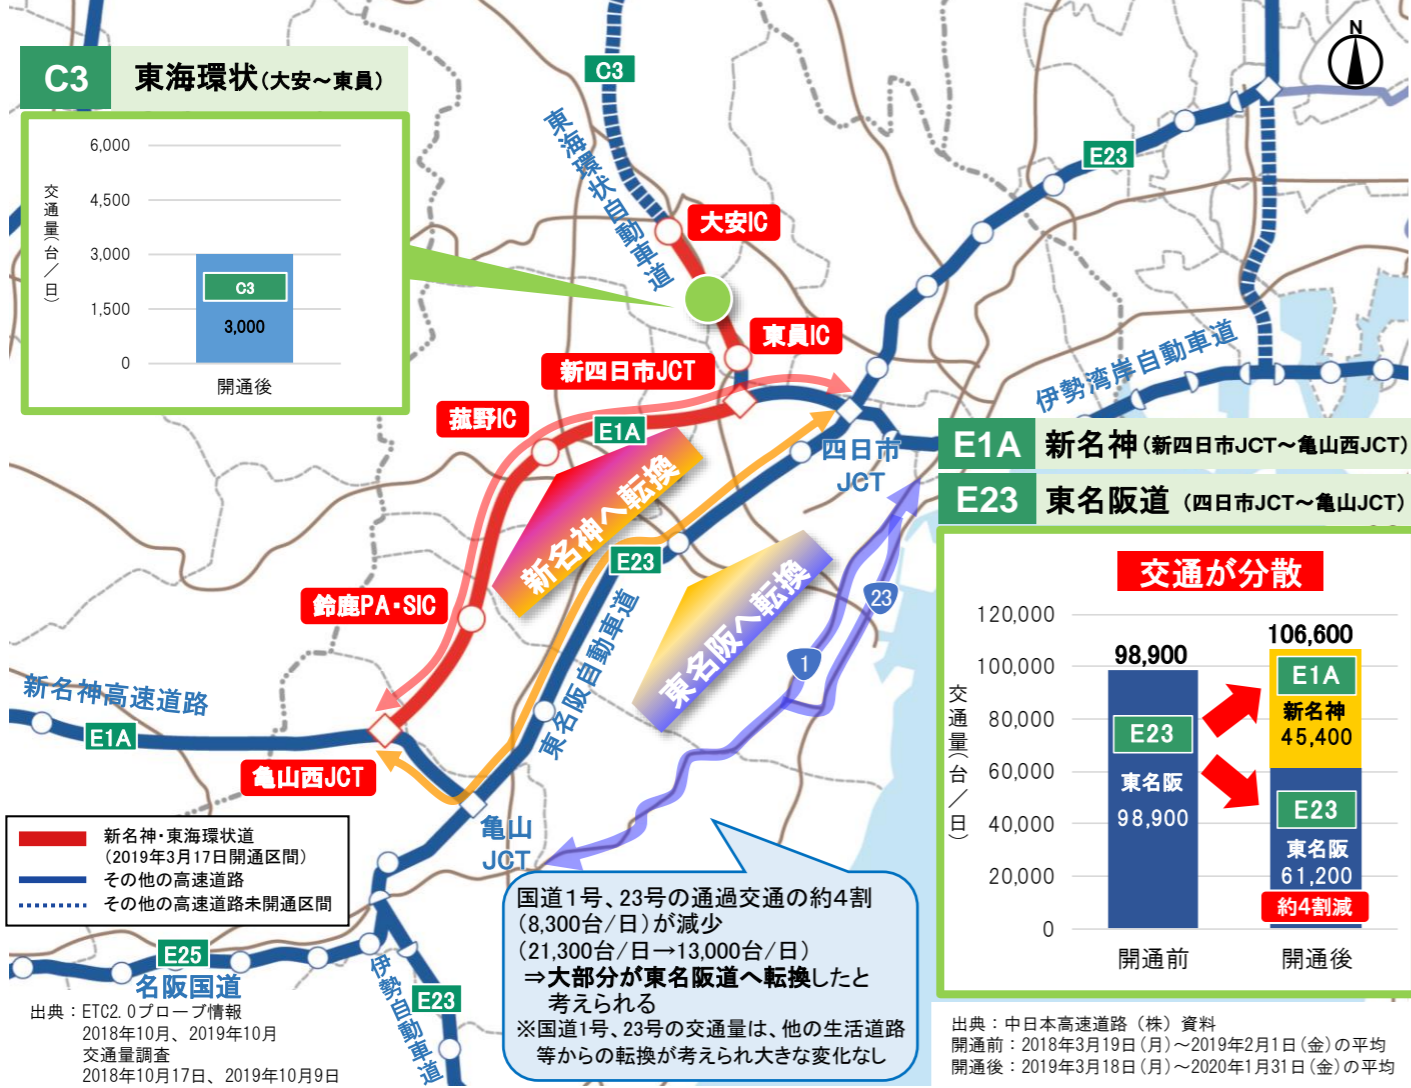 C3 東海環状(大安～東員)
交通量(台/日)
6,000
4,500
3,000
1,500
0
C3
3,000
開通後
N
C3
東海環状自動車道
E23
大安IC
東員IC
新四日市JCT
菰野IC
E1A
伊勢湾岸自動車道
四日市
JCT
新名神へ転換
E23
東名阪へ転換
23
1
鈴鹿PA・SIC
東名阪自動車道
新名神高速道路
E1A
亀山西JCT
亀山
JCT
新名神・東海環状道
(2019年3月17日開通区間)
その他の高速道路
その他の高速道路未開通区間
E25
名阪国道
伊勢自動車道
E23
出典：ETC2.0プローブ情報
2018年10月、2019年10月
交通量調査
2018年10月17日、2019年10月9日
国道1号、23号の通過交通の約4割
(8,300台/日)が減少
(21,300台/日→13,000台/日)
⇒大部分が東名阪道へ転換したと
考えられる
※国道1号、23号の交通量は、他の生活道路
等からの転換が考えられ大きな変化なし
E1A 新名神(新四日市JCT～亀山西JCT)
E23 東名阪道 (四日市JCT～亀山JCT)
交通が分散
交通量(台/日)
120,000
100,000
80,000
60,000
40,000
20,000
0
98,900
E23
東名阪
98,900
開通前
106,600
E1A
新名神
45,400
E23
東名阪
61,200
約4割減
開通後
出典：中日本高速道路（株）資料
開通前：2018年3月19日(月)～2019年2月1日(金)の平均
開通後：2019年3月18日(月)～2020年1月31日(金)の平均